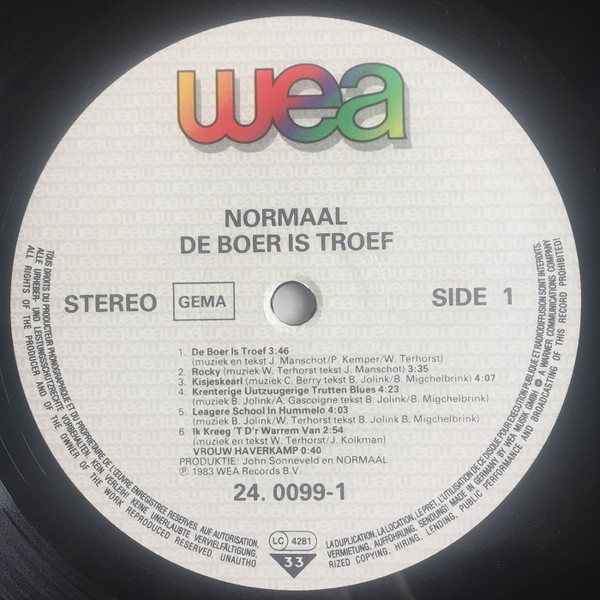 wea
NORMAAL
DE BOER IS TROEF
STEREO GEMA SIDE 1
1. De Boer Is Troef 3:46
(muziek en tekst J. Manschot/P. Kemper/W. Terhorst)
2. Rocky (muziek W. Terhorst tekst J. Manschot) 3:35
3. Kisjeskearl (muziek C. Berry tekst B. Jolink/B. Migchelbrink) 4:07
4. Krenterige Uutzuugerige Trutten Blues 4:23
(muziek B. Jolink/A. Gascoigne tekst B. Jolink/B. Migchelbrink)
5. Leagere School In Hummelo 4:03
(muziek B. Jolink/B. Migchelbrink tekst B. Jolink B. Migchelbrink)
6. Ik Kreeg 'T D'r Warrem Van 2:54
(muziek en tekst W. Terhorst/J. Kolkman)
VROUW HAVERKAMP 0:40
PRODUKTIE: John Sonneveld en NORMAAL
℗ 1983 WEA Records B.V.
24. 0099-1
LC 4281
33
TOUS DROITS DU PRODUCTEUR PHONOGRAPHIQUE ET DU PROPRIETAIRE DE L'ŒUVRE ENREGISTREE RESERVES. LA DUPLICATION, LA LOCATION, LE PRET, L'UTILISATION DE CE DISQUE POUR EXECUTION PUBLIQUE ET RADIODIFFUSION SONT INTERDITS.
ALLE URHEBER- UND LEISTUNGSSCHUTZRECHTE VORBEHALTEN, KEIN VERLEIH! KEINE UNERLAUBTE VERVIELFÄLTIGUNG, VERMIETUNG, AUFFÜHRUNG, SENDUNG! MADE IN GERMANY BY WEA MUSIK GMBH A WARNER COMMUNICATIONS COMPANY
ALL RIGHTS OF THE PRODUCER AND OF THE OWNER OF THE WORK REPRODUCED RESERVED. UNAUTHORIZED COPYING, HIRING, LENDING, PUBLIC PERFORMANCE AND BROADCASTING OF THIS RECORD PROHIBITED!